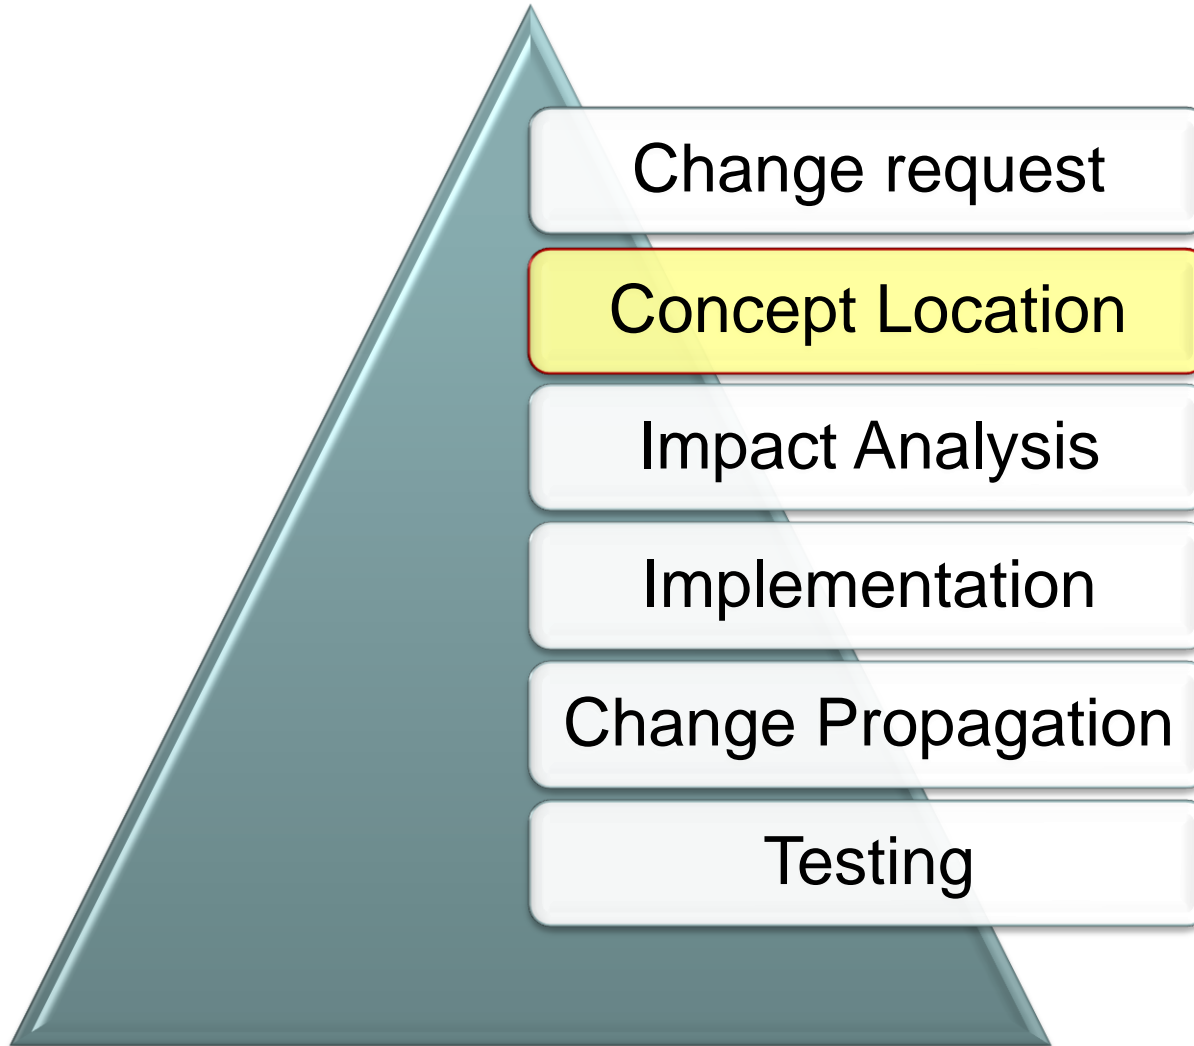 Change request
Concept Location
Impact Analysis
Implementation
Change Propagation
Testing